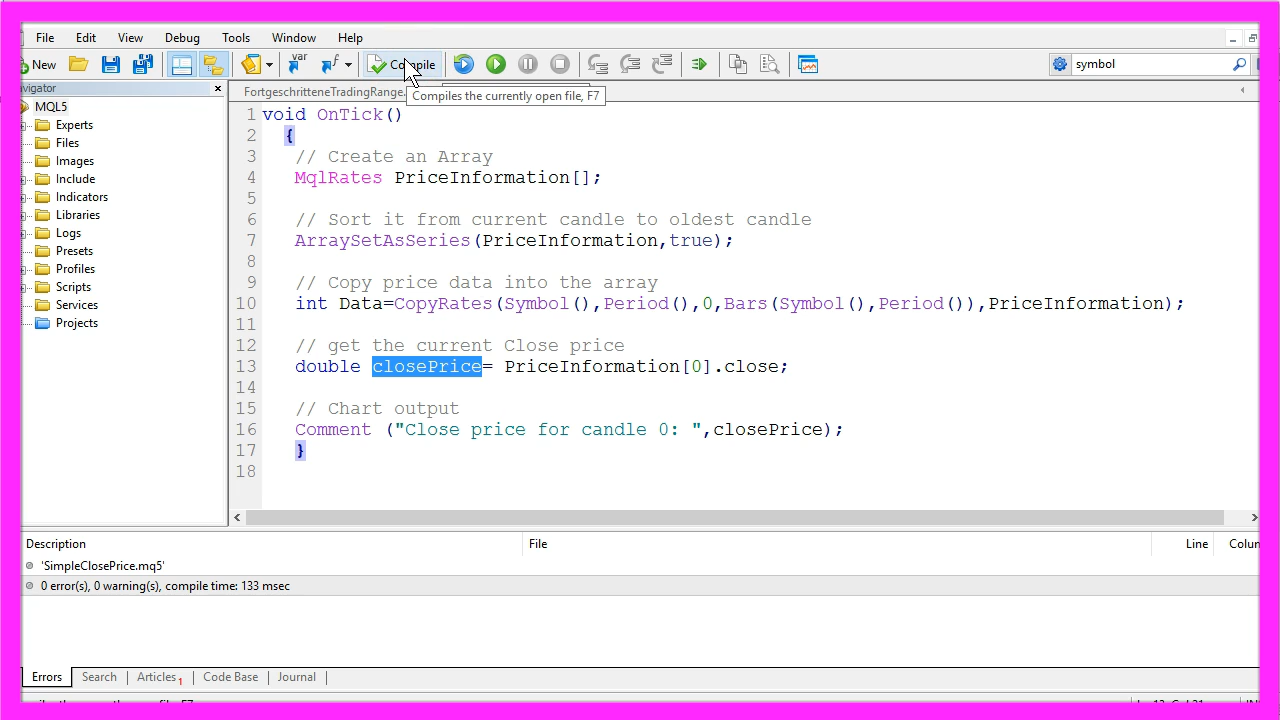 File Edit View Debug Tools Window Help
New Compile symbol
Compiles the currently open file, F7
FortgeschritteneTradingRange.
MQL5
Experts
Files
Images
Include
Indicators
Libraries
Logs
Presets
Profiles
Scripts
Services
Projects
1 void OnTick()
2 {
3 // Create an Array
4 MqlRates PriceInformation[];
5
6 // Sort it from current candle to oldest candle
7 ArraySetAsSeries(PriceInformation,true);
8
9 // Copy price data into the array
10 int Data=CopyRates(Symbol(),Period(),0,Bars(Symbol(),Period()),PriceInformation);
11
12 // get the current Close price
13 double closePrice= PriceInformation[0].close;
14
15 // Chart output
16 Comment ("Close price for candle 0: ",closePrice);
17 }
18
Description File Line
'SimpleClosePrice.mq5'
0 error(s), 0 warning(s), compile time: 133 msec
Errors Search Articles 1 Code Base Journal